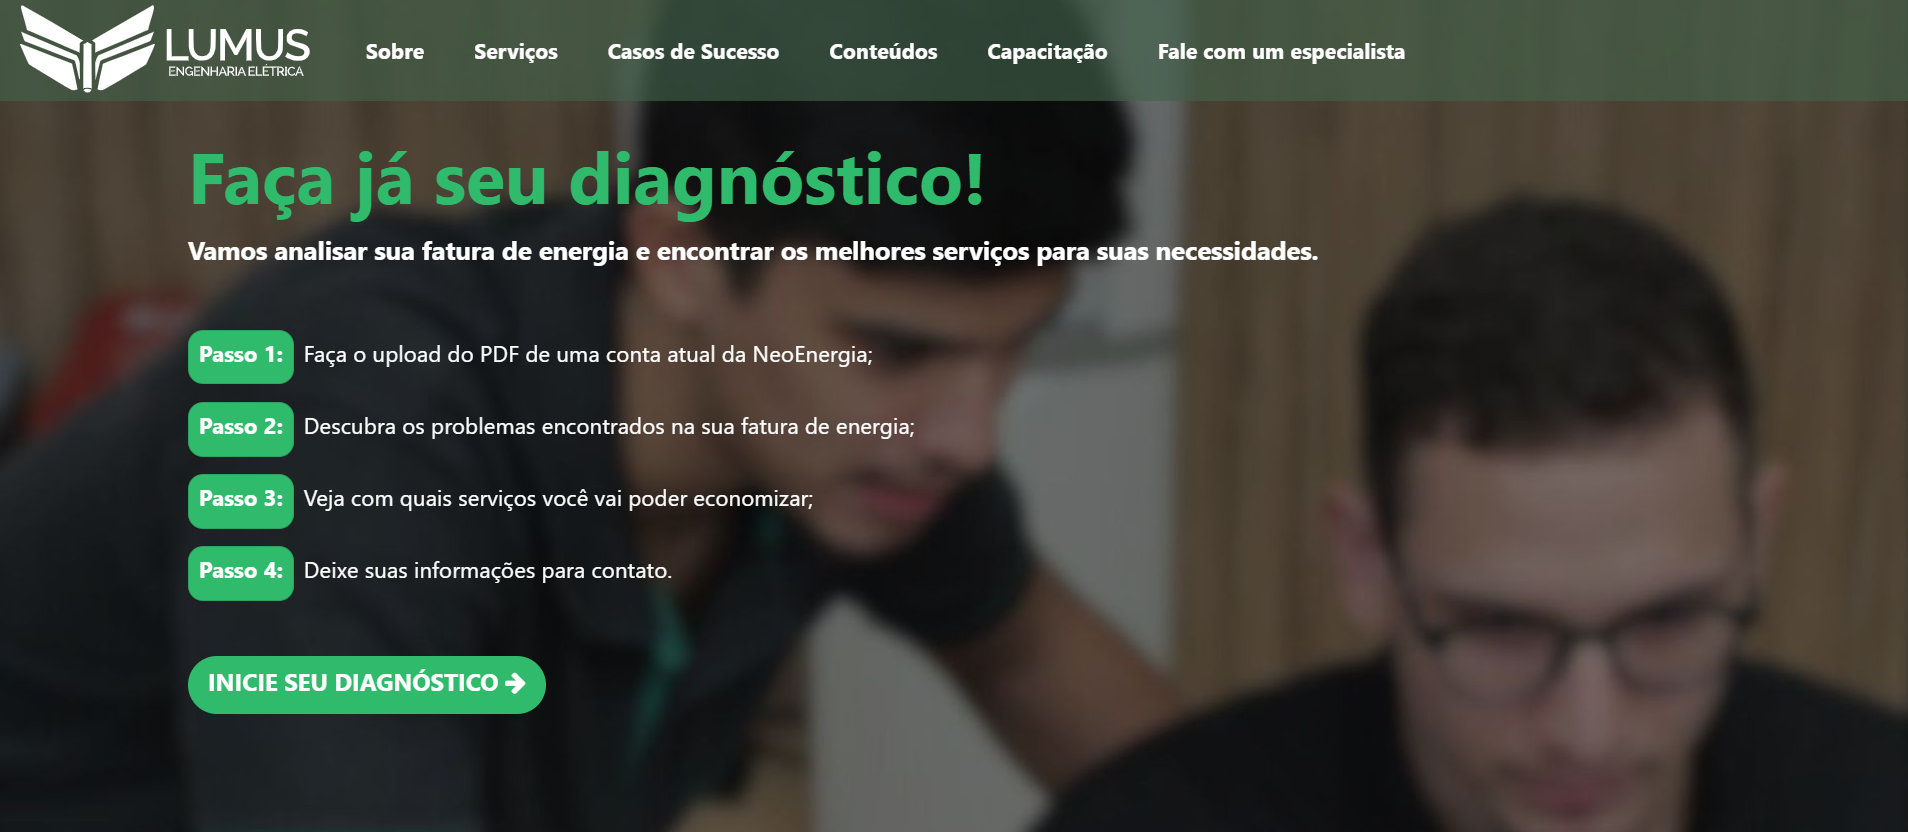 LUMUS
ENGENHARIA ELÉTRICA
Sobre
Serviços
Casos de Sucesso
Conteúdos
Capacitação
Fale com um especialista
Faça já seu diagnóstico!
Vamos analisar sua fatura de energia e encontrar os melhores serviços para suas necessidades.
Passo 1: Faça o upload do PDF de uma conta atual da NeoEnergia;
Passo 2: Descubra os problemas encontrados na sua fatura de energia;
Passo 3: Veja com quais serviços você vai poder economizar;
Passo 4: Deixe suas informações para contato.
INICIE SEU DIAGNÓSTICO